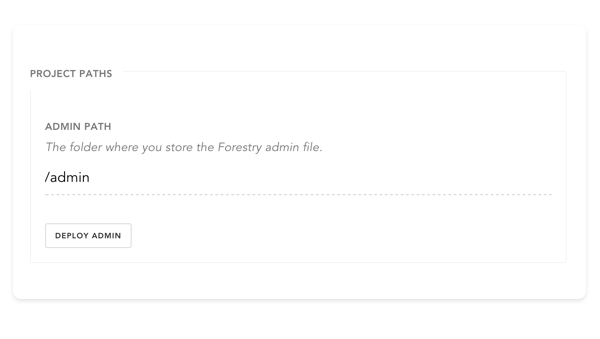 PROJECT PATHS
ADMIN PATH
The folder where you store the Forestry admin file.
/admin
DEPLOY ADMIN